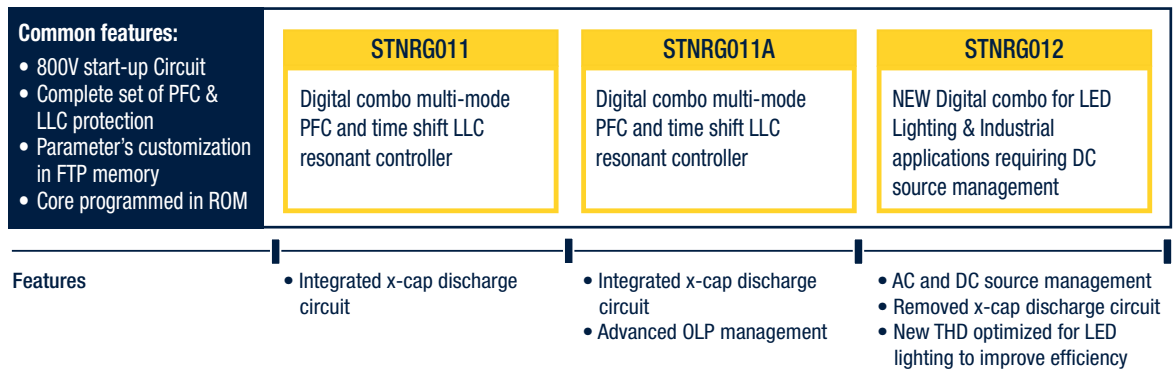 Common features:
• 800V start-up Circuit
• Complete set of PFC &
LLC protection
• Parameter's customization
in FTP memory
• Core programmed in ROM
STNRG011
Digital combo multi-mode
PFC and time shift LLC
resonant controller
STNRG011A
Digital combo multi-mode
PFC and time shift LLC
resonant controller
STNRG012
NEW Digital combo for LED
Lighting & Industrial
applications requiring DC
source management
Features
• Integrated x-cap discharge
circuit
• Integrated x-cap discharge
circuit
• Advanced OLP management
• AC and DC source management
• Removed x-cap discharge circuit
• New THD optimized for LED
lighting to improve efficiency